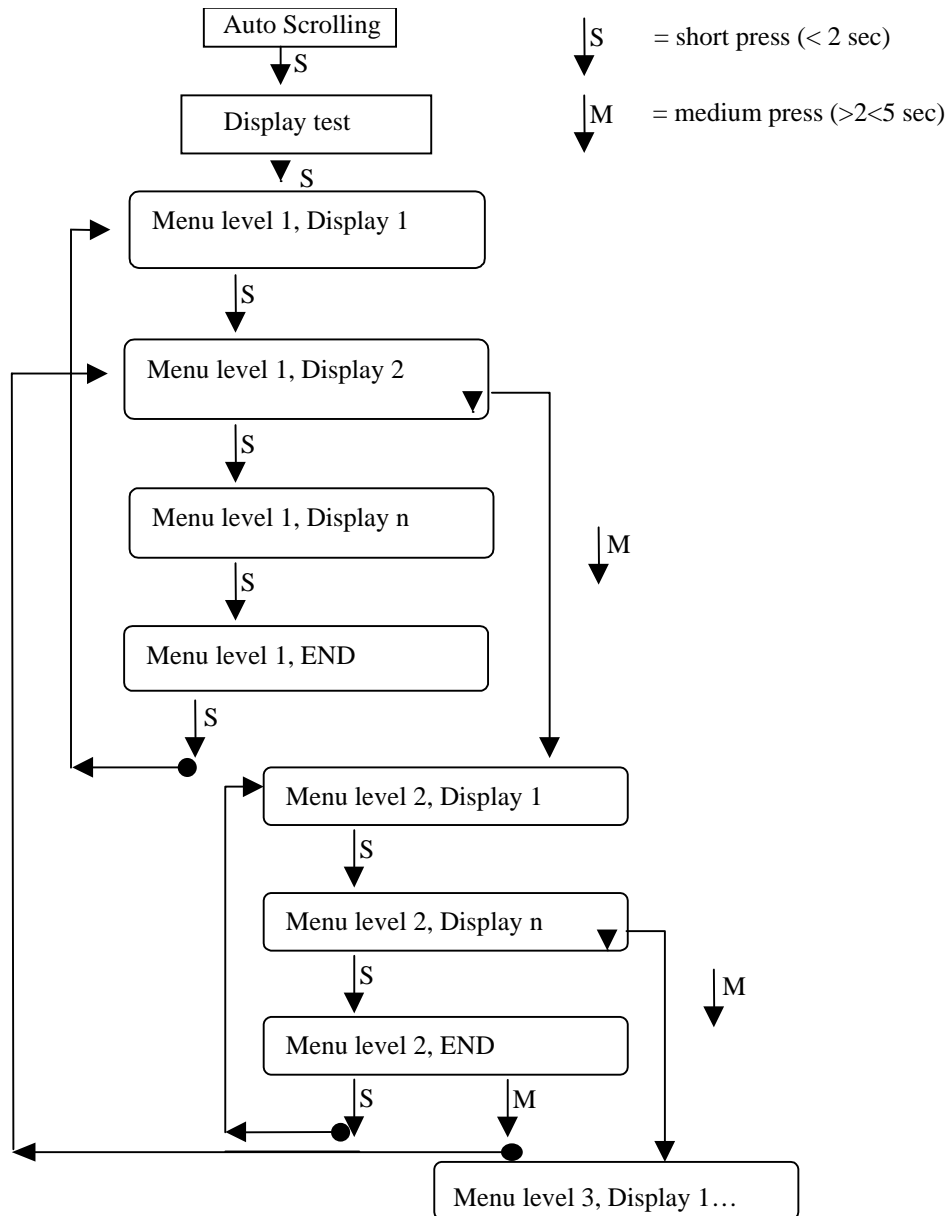 Auto Scrolling
S = short press (< 2 sec)
S
M = medium press (>2<5 sec)
Display test
S
Menu level 1, Display 1
S
Menu level 1, Display 2
S
Menu level 1, Display n
M
S
Menu level 1, END
S
Menu level 2, Display 1
S
Menu level 2, Display n
S
M
Menu level 2, END
S
M
Menu level 3, Display 1…